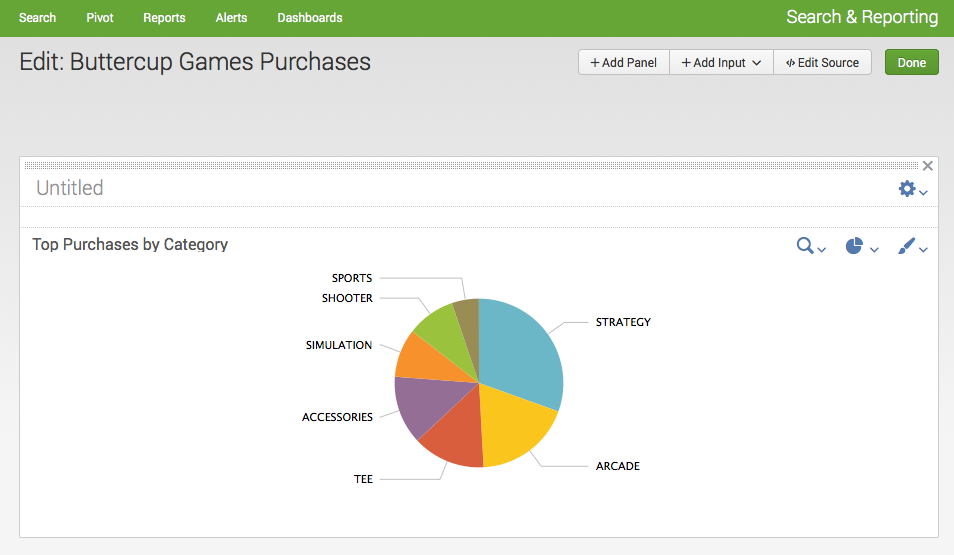 Search Pivot Reports Alerts Dashboards Search & Reporting
Edit: Buttercup Games Purchases
+ Add Panel + Add Input </> Edit Source Done
Untitled
Top Purchases by Category
SPORTS
SHOOTER
STRATEGY
SIMULATION
ACCESSORIES
ARCADE
TEE